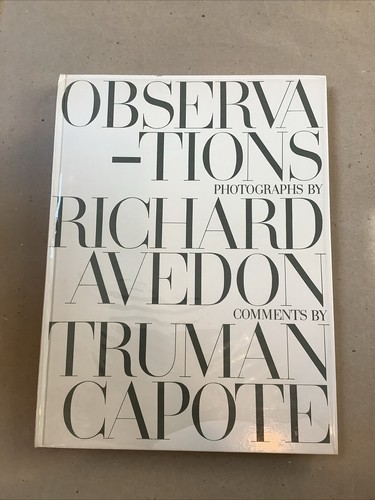 OBSERVA
-TIONS
PHOTOGRAPHS BY
RICHARD
AVEDON
COMMENTS BY
TRUMAN
CAPOTE